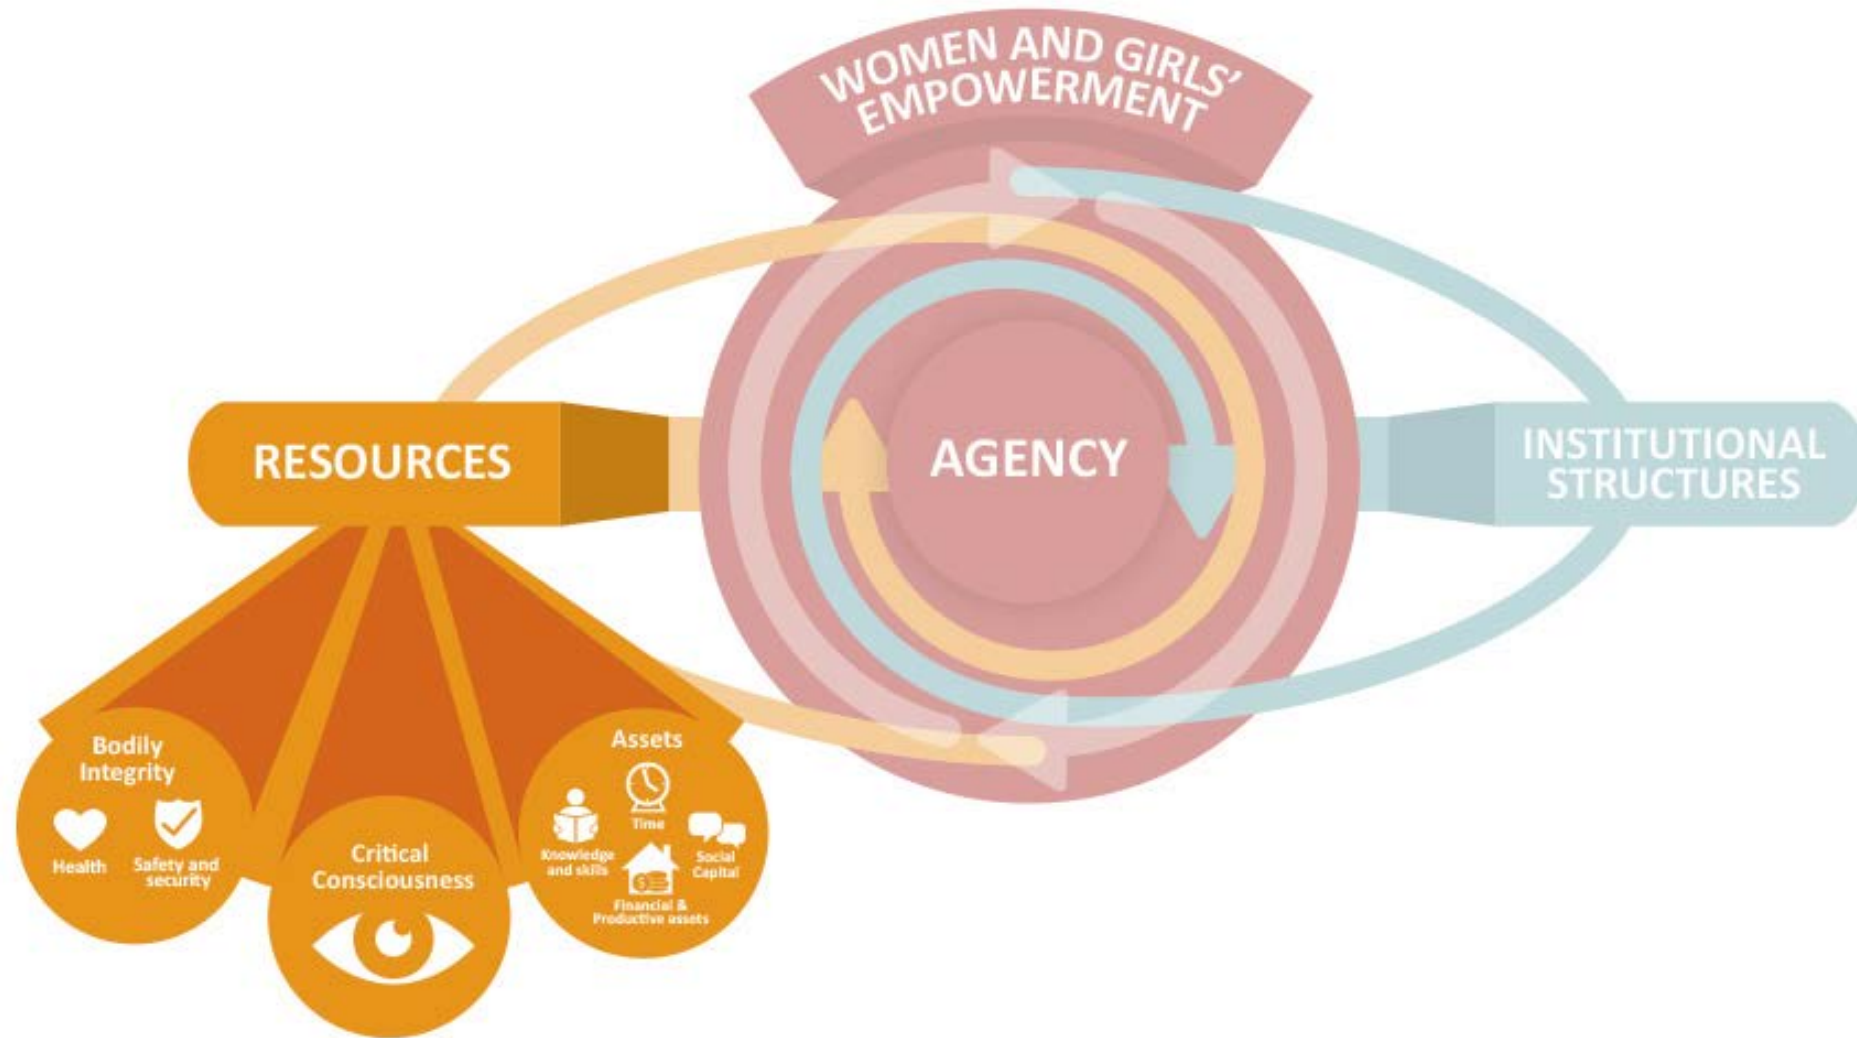 WOMEN AND GIRLS'
EMPOWERMENT
RESOURCES
AGENCY
INSTITUTIONAL
STRUCTURES
Bodily
Integrity
Health
Safety and
security
Critical
Consciousness
Assets
Time
Knowledge
and skills
Social
Capital
Financial &
Productive assets